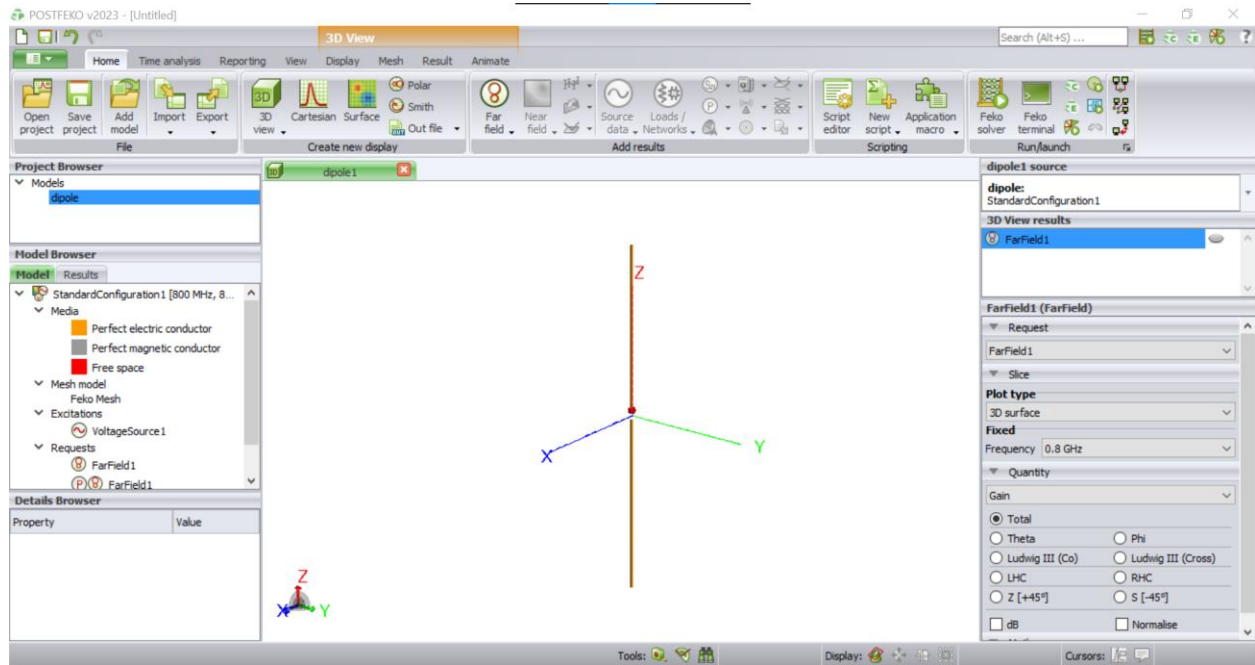 POSTFEKO v2023 - [Untitled]
3D View
Search (Alt+S) ...
Home Time analysis Reporting View Display Mesh Result Animate
Open project
Save project
Add model
Import
Export
File
3D view
Cartesian
Surface
Polar
Smith
Out file
Create new display
Far field
Near field
Source data
Loads / Networks
Add results
Script editor
New script
Application macro
Scripting
Feko solver
Feko terminal
Run/launch
Project Browser
Models
dipole
Model Browser
Model Results
StandardConfiguration1 [800 MHz, 8...
Media
Perfect electric conductor
Perfect magnetic conductor
Free space
Mesh model
Feko Mesh
Excitations
VoltageSource1
Requests
FarField1
FarField1
Details Browser
Property Value
dipole1
Z
X
Y
Z
X Y
dipole1 source
dipole:
StandardConfiguration1
3D View results
FarField1
FarField1 (FarField)
Request
FarField1
Slice
Plot type
3D surface
Fixed
Frequency 0.8 GHz
Quantity
Gain
Total
Theta Phi
Ludwig III (Co) Ludwig III (Cross)
LHC RHC
Z [+45°] S [-45°]
dB Normalise
Tools: Display: Cursors: